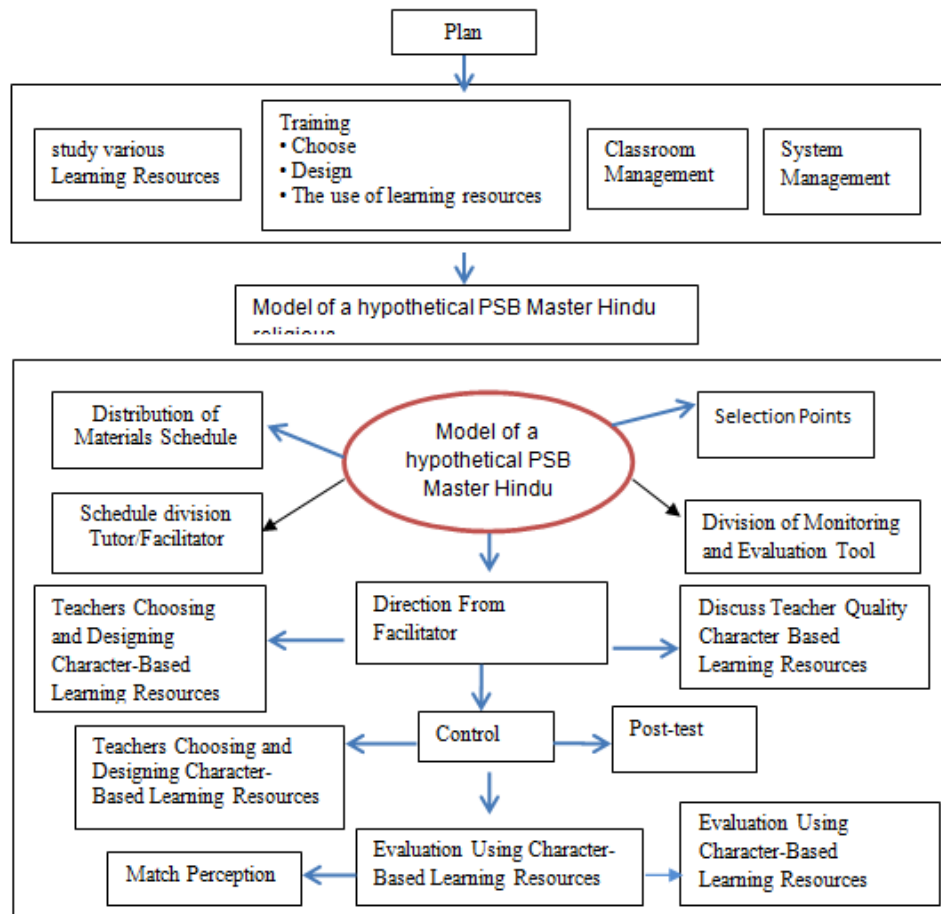 Plan
study various
Learning Resources
Training
• Choose
• Design
• The use of learning resources
Classroom
Management
System
Management
Model of a hypothetical PSB Master Hindu
religious
Distribution of
Materials Schedule
Model of a
hypothetical PSB
Master Hindu
Selection Points
Schedule division
Tutor/Facilitator
Division of Monitoring
and Evaluation Tool
Teachers Choosing
and Designing
Character-Based
Learning Resources
Direction From
Facilitator
Discuss Teacher Quality
Character Based
Learning Resources
Teachers Choosing and
Designing Character-
Based Learning Resources
Control
Post-test
Match Perception
Evaluation Using Character-
Based Learning Resources
Evaluation Using
Character-Based
Learning Resources